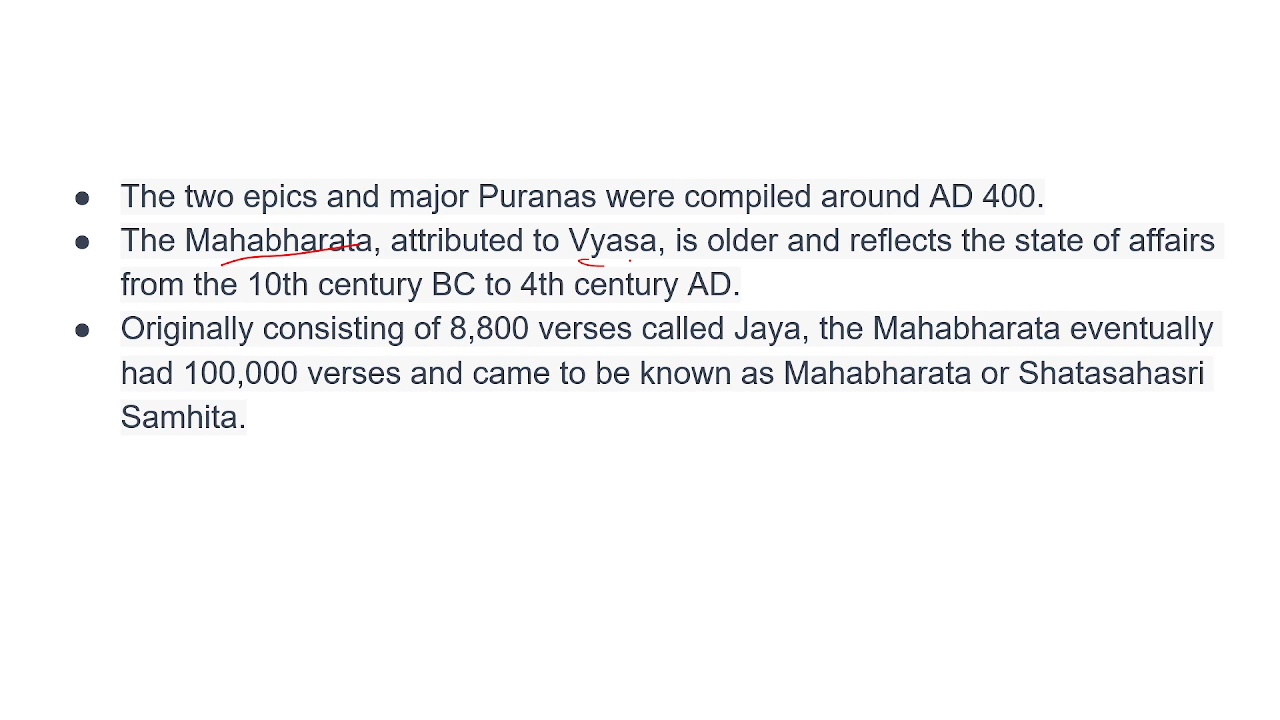 ● The two epics and major Puranas were compiled around AD 400.
● The Mahabharata, attributed to Vyasa, is older and reflects the state of affairs
from the 10th century BC to 4th century AD.
● Originally consisting of 8,800 verses called Jaya, the Mahabharata eventually
had 100,000 verses and came to be known as Mahabharata or Shatasahasri
Samhita.